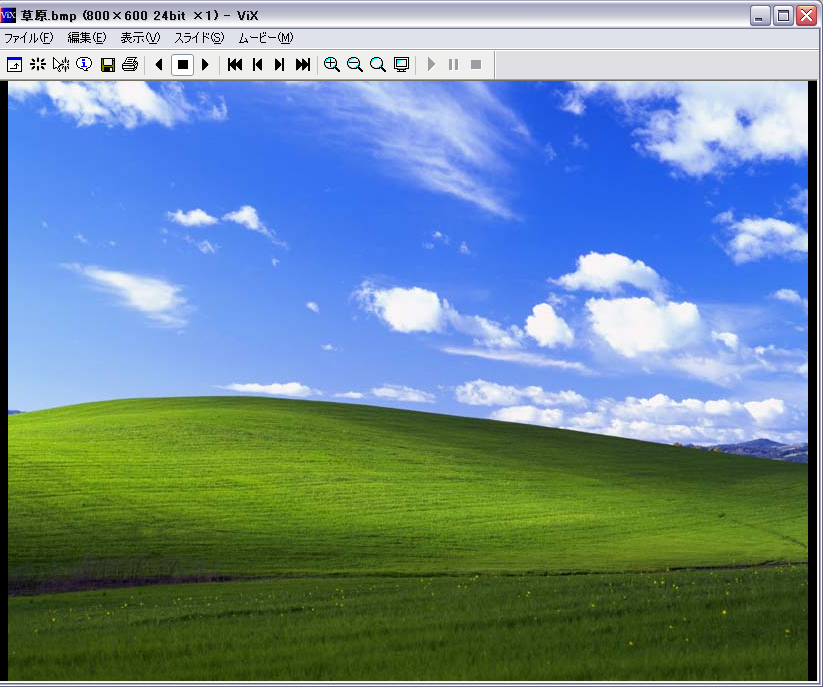 ViX 草原.bmp (800×600 24bit ×1) - ViX
ファイル(F) 編集(E) 表示(V) スライド(S) ムービー(M)